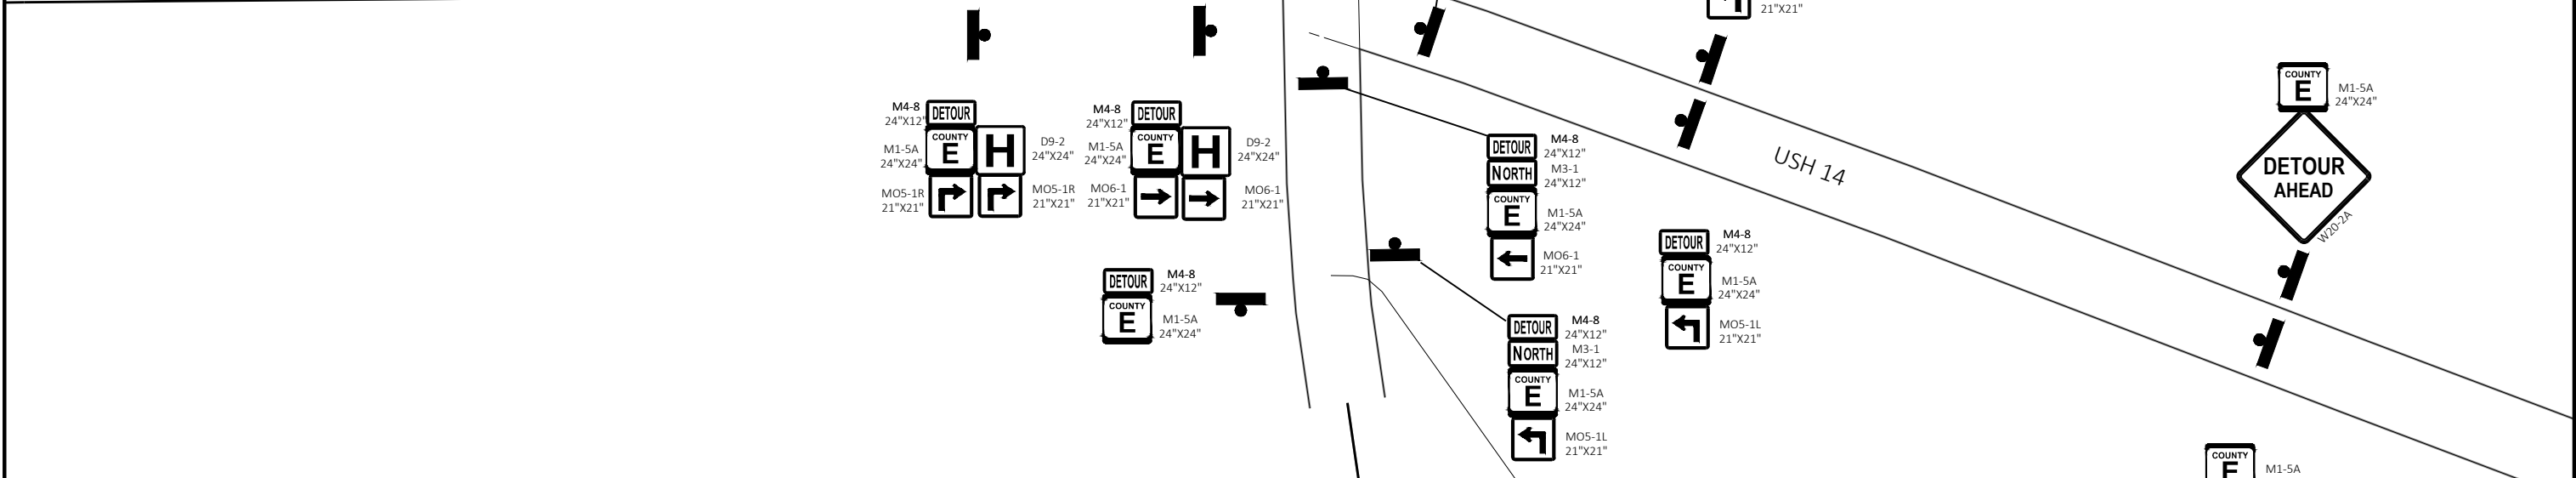 21"X21"
COUNTY
E
M1-5A
24"X24"
DETOUR
AHEAD
W20-2A
M4-8
24"X12"
DETOUR
COUNTY
E
H
M1-5A
24"X24"
D9-2
24"X24"
MO5-1R
21"X21"
MO5-1R
21"X21"
M4-8
24"X12"
DETOUR
COUNTY
E
H
M1-5A
24"X24"
D9-2
24"X24"
MO6-1
21"X21"
MO6-1
21"X21"
DETOUR
M4-8
24"X12"
NORTH
M3-1
24"X12"
COUNTY
E
M1-5A
24"X24"
MO6-1
21"X21"
USH 14
DETOUR
M4-8
24"X12"
COUNTY
E
M1-5A
24"X24"
MO5-1L
21"X21"
DETOUR
M4-8
24"X12"
COUNTY
E
M1-5A
24"X24"
DETOUR
M4-8
24"X12"
NORTH
M3-1
24"X12"
COUNTY
E
M1-5A
24"X24"
MO5-1L
21"X21"
COUNTY
E
M1-5A